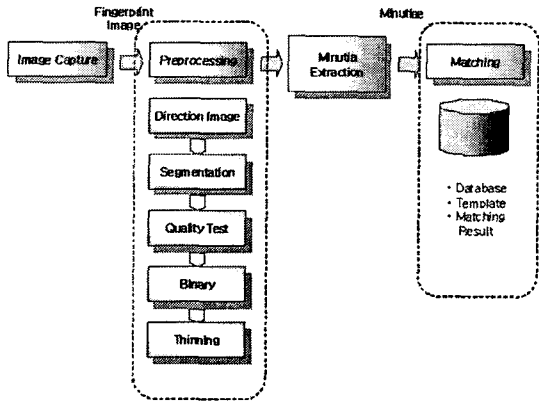 Fingerprint
Image
Minutiae
Image Capture
Preprocessing
Minutia
Extraction
Matching
Direction Image
Segmentation
Quality Test
Binary
Thinning
• Database
• Template
• Matching
Result